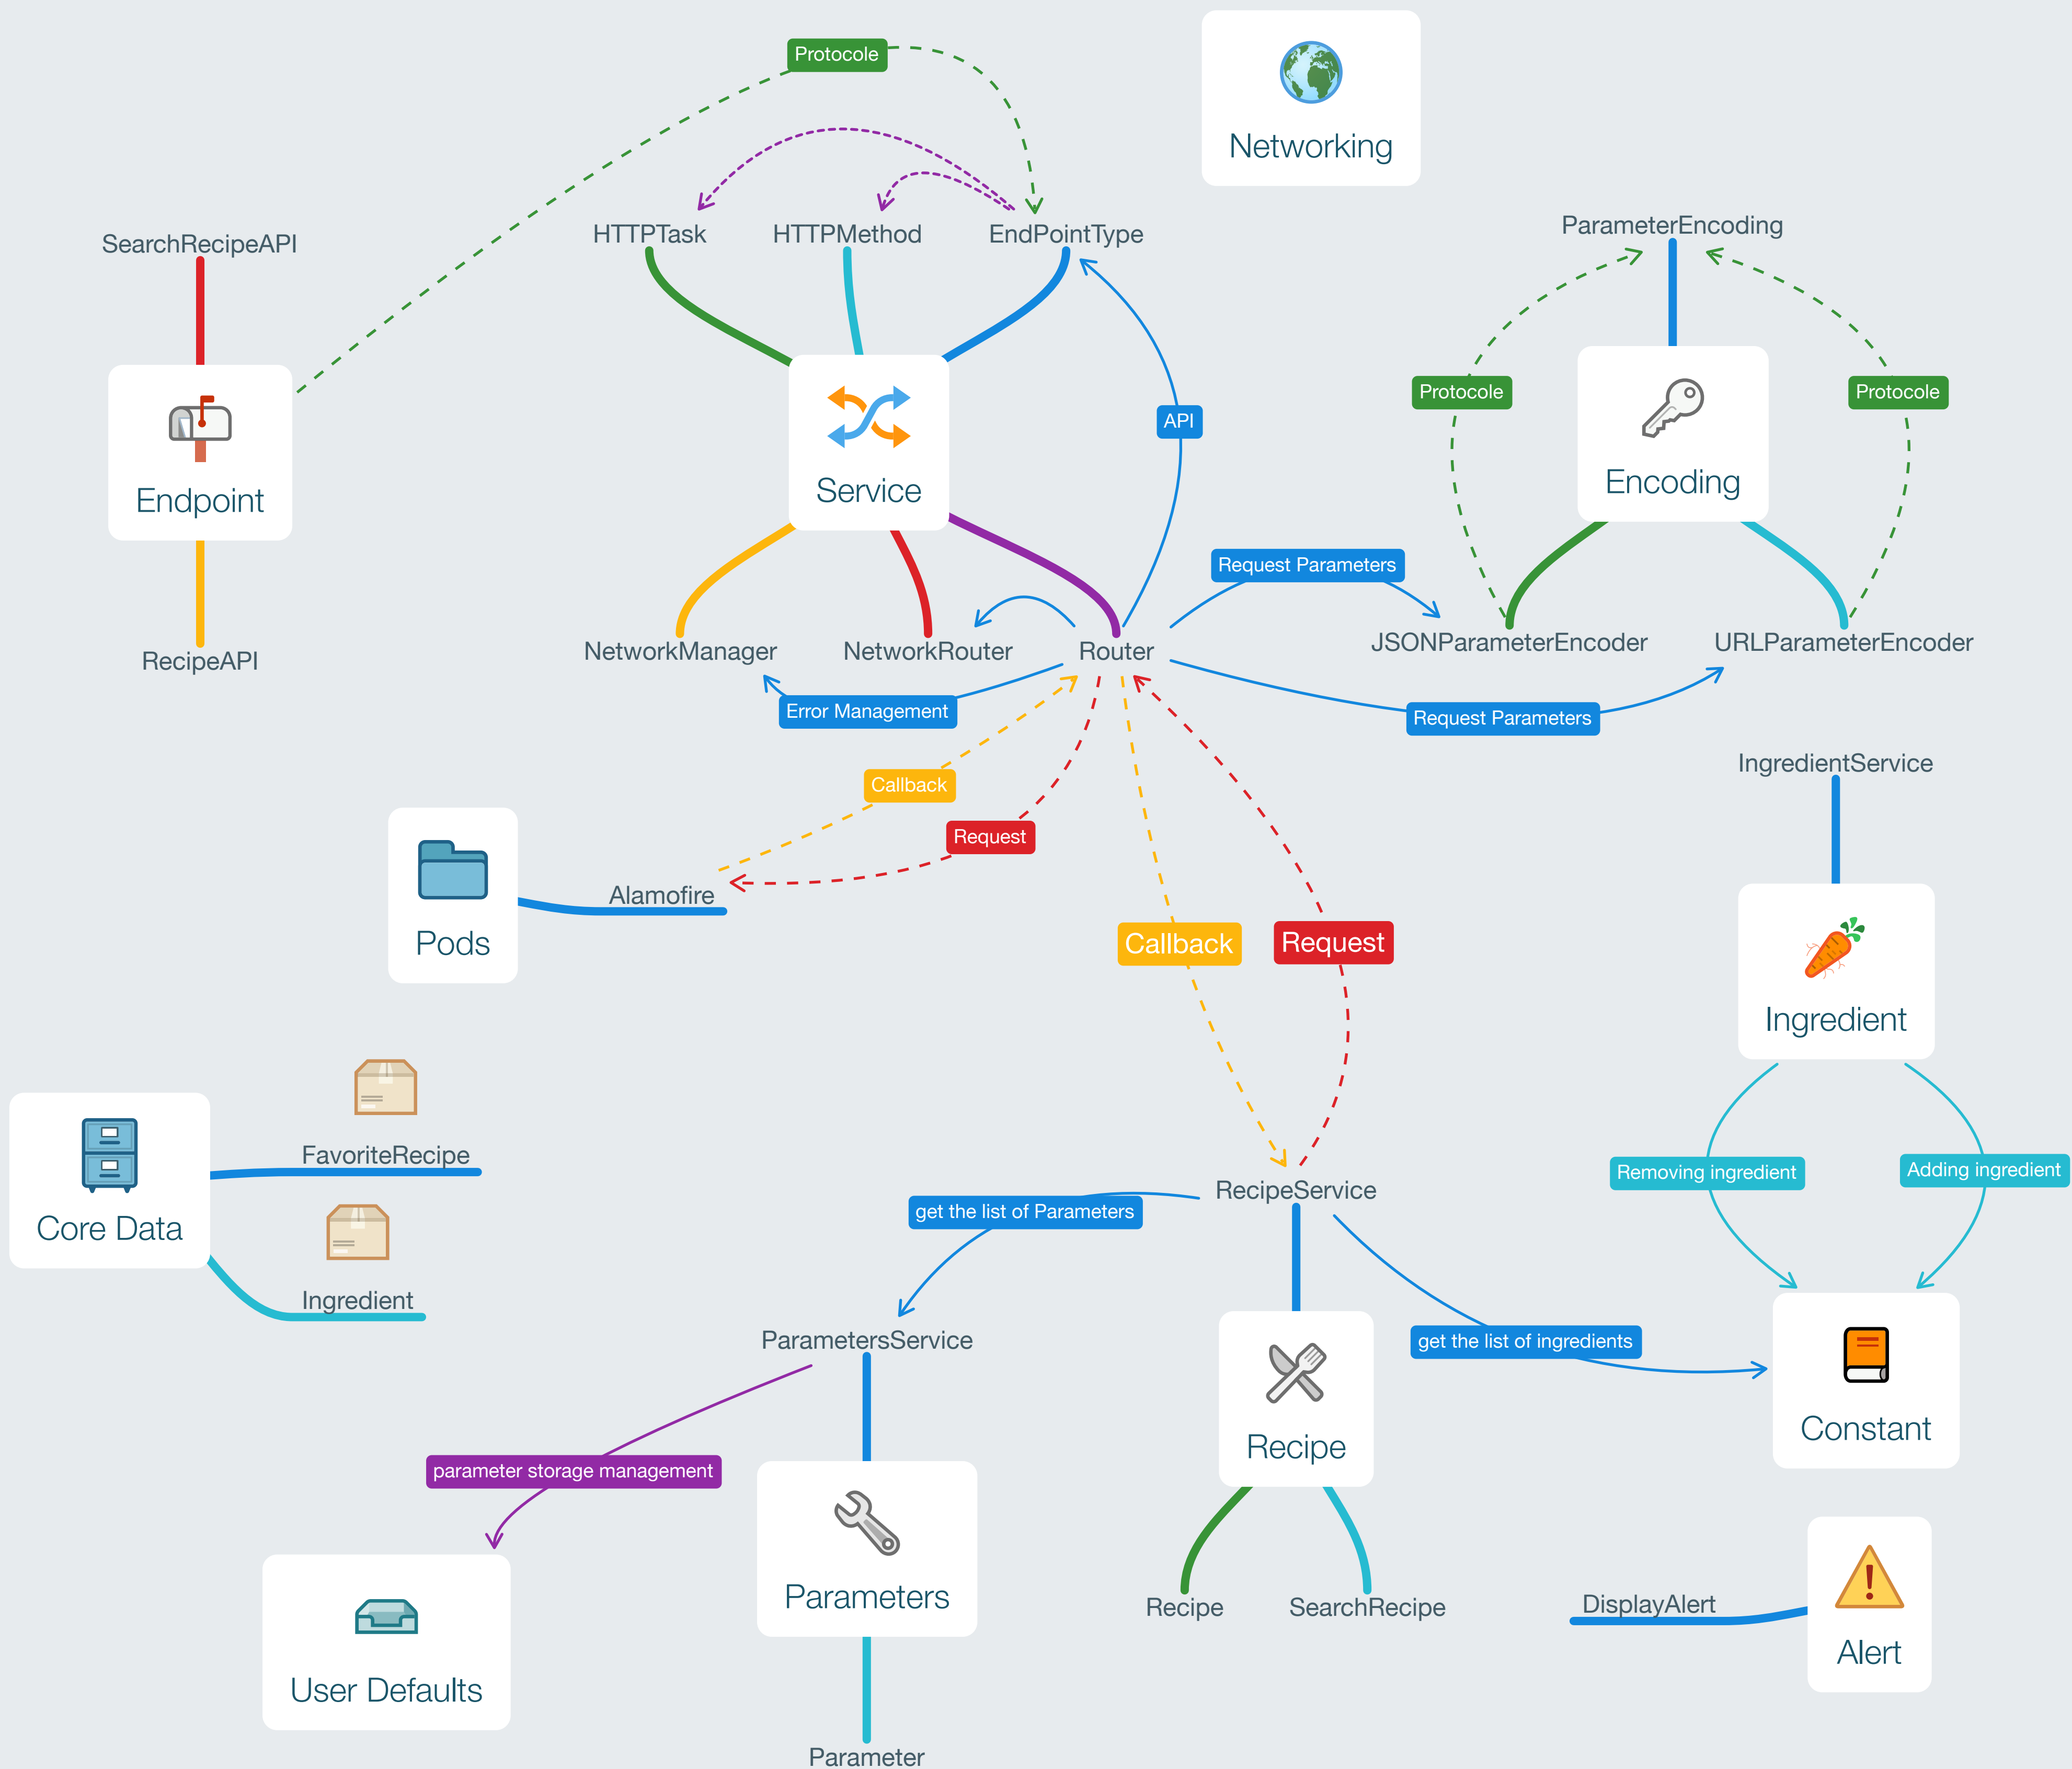 Protocole
Networking
HTTPTask
HTTPMethod
EndPointType
ParameterEncoding
SearchRecipeAPI
Protocole
Protocole
API
Endpoint
Service
Encoding
Request Parameters
RecipeAPI
NetworkManager
NetworkRouter
Router
JSONParameterEncoder
URLParameterEncoder
Error Management
Request Parameters
IngredientService
Callback
Request
Alamofire
Pods
Callback
Request
Ingredient
FavoriteRecipe
Core Data
Removing ingredient
Adding ingredient
RecipeService
get the list of Parameters
Ingredient
ParametersService
get the list of ingredients
Constant
Recipe
parameter storage management
Parameters
Recipe
SearchRecipe
DisplayAlert
Alert
User Defaults
Parameter